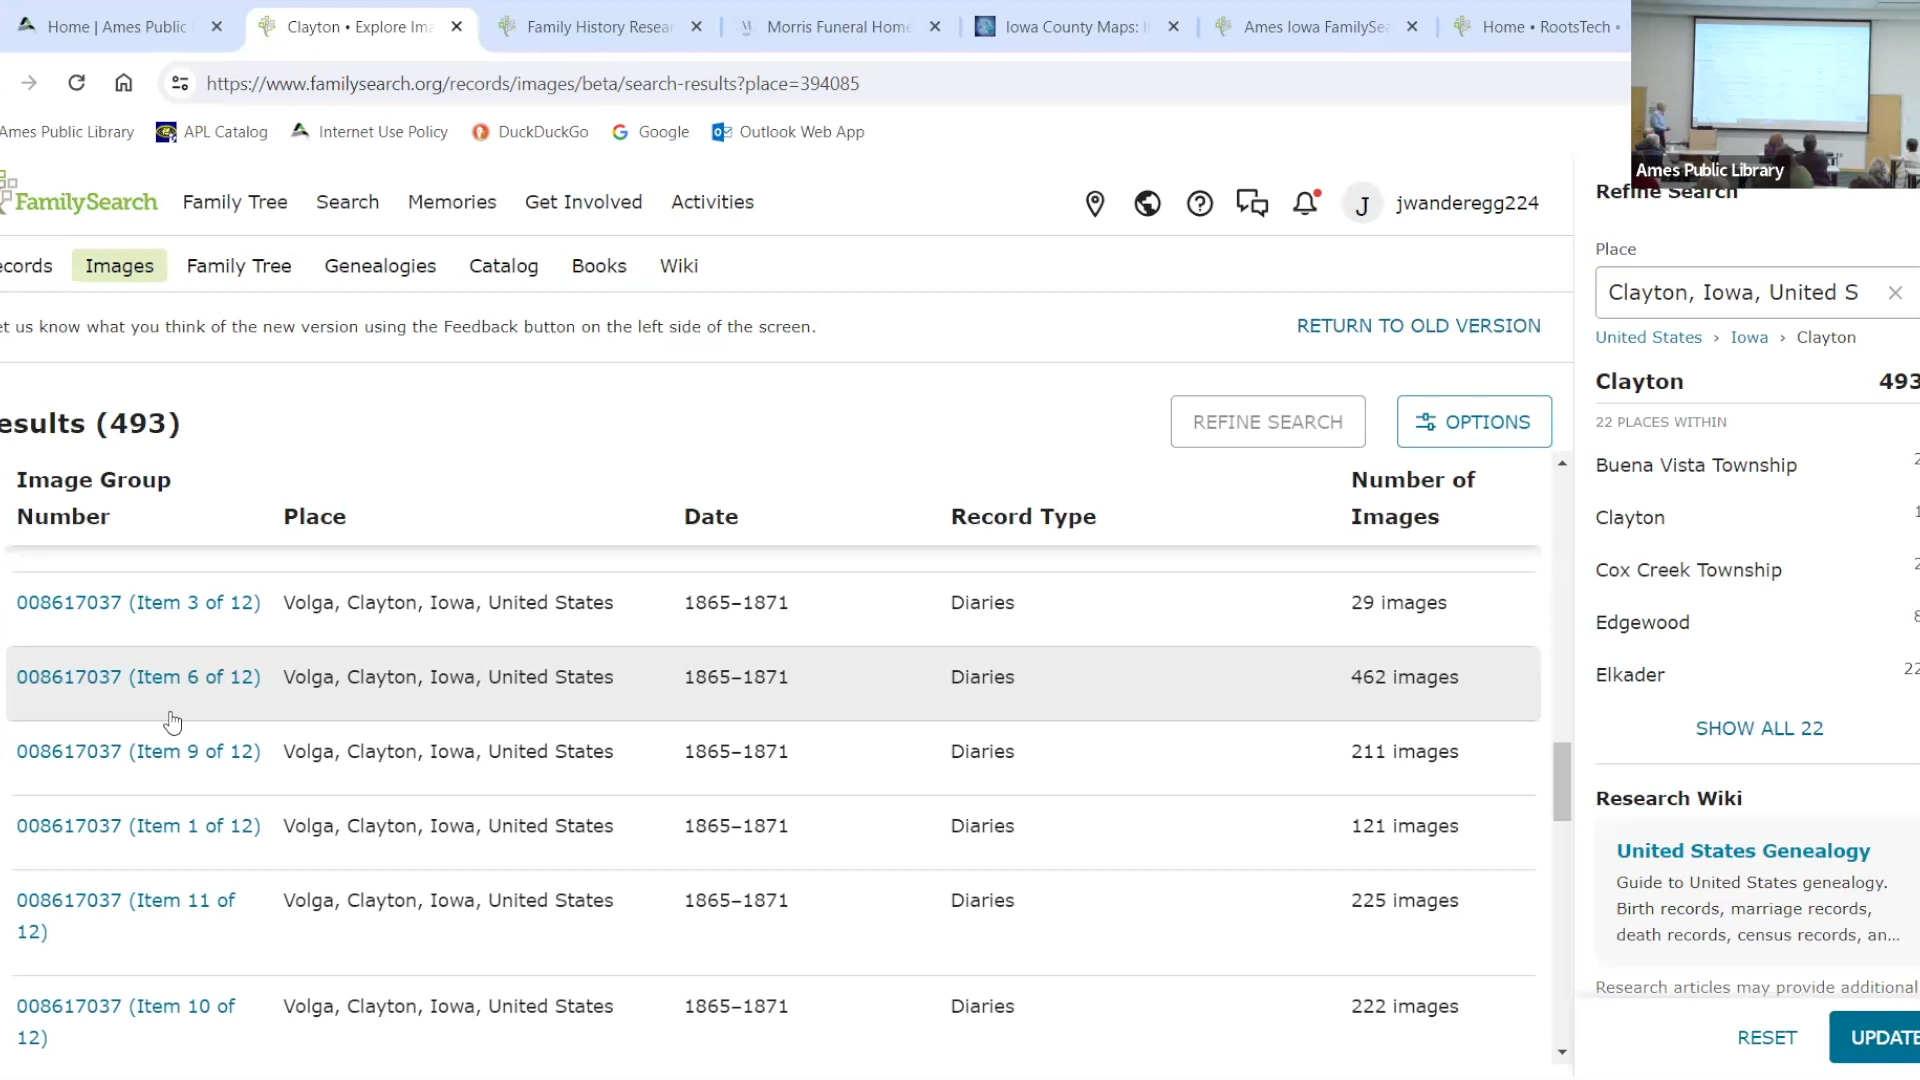 Home | Ames Public
Clayton • Explore Ima
Family History Resear
Morris Funeral Home
Iowa County Maps: I
Ames Iowa FamilySea
Home • RootsTech •
https://www.familysearch.org/records/images/beta/search-results?place=394085
Ames Public Library
APL Catalog
Internet Use Policy
DuckDuckGo
Google
Outlook Web App
Ames Public Library
FamilySearch
Family Tree
Search
Memories
Get Involved
Activities
J
jwanderegg224
ecords
Images
Family Tree
Genealogies
Catalog
Books
Wiki
et us know what you think of the new version using the Feedback button on the left side of the screen.
RETURN TO OLD VERSION
esults (493)
REFINE SEARCH
OPTIONS
Image Group
Number
Place
Date
Record Type
Number of
Images
008617037 (Item 3 of 12) Volga, Clayton, Iowa, United States 1865–1871 Diaries 29 images
008617037 (Item 6 of 12) Volga, Clayton, Iowa, United States 1865–1871 Diaries 462 images
008617037 (Item 9 of 12) Volga, Clayton, Iowa, United States 1865–1871 Diaries 211 images
008617037 (Item 1 of 12) Volga, Clayton, Iowa, United States 1865–1871 Diaries 121 images
008617037 (Item 11 of Volga, Clayton, Iowa, United States 1865–1871 Diaries 225 images
12)
008617037 (Item 10 of Volga, Clayton, Iowa, United States 1865–1871 Diaries 222 images
12)
Refine Search
Place
Clayton, Iowa, United S
United States › Iowa › Clayton
Clayton 493
22 PLACES WITHIN
Buena Vista Township 2
Clayton 1
Cox Creek Township 2
Edgewood 8
Elkader 22
SHOW ALL 22
Research Wiki
United States Genealogy
Guide to United States genealogy.
Birth records, marriage records,
death records, census records, an...
Research articles may provide additional
RESET
UPDATE